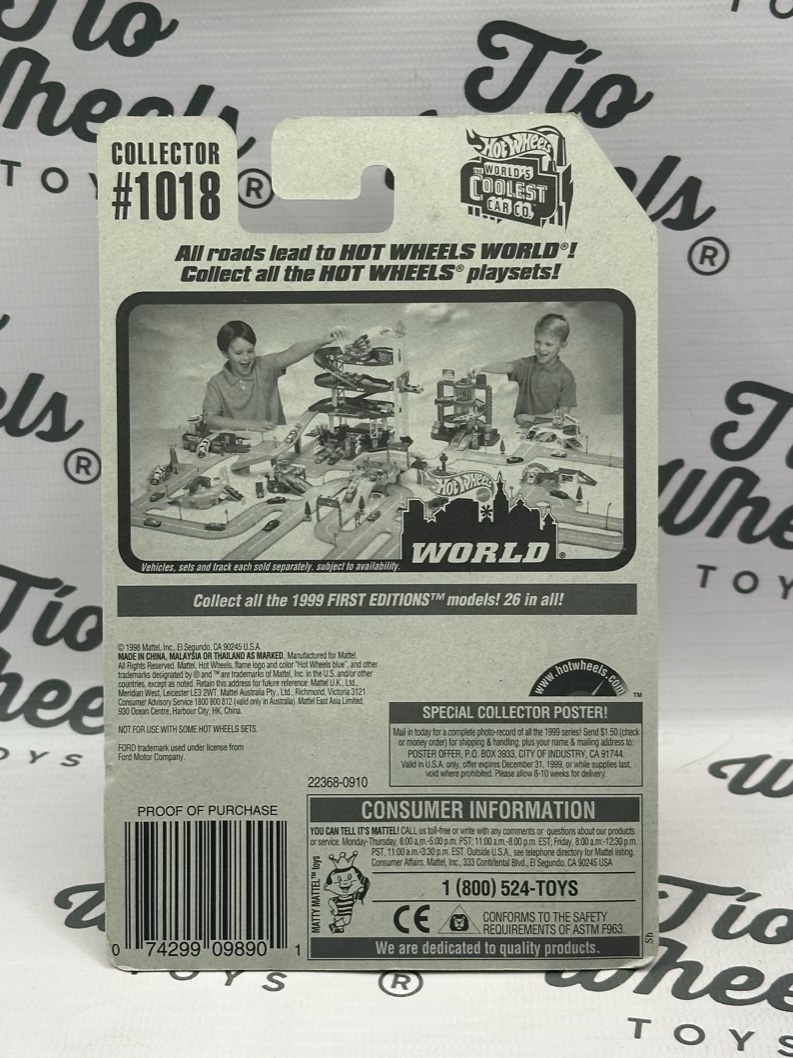 Tío
Wheels
TOYS
®
Tío
Wheels
®
COLLECTOR
#1018
HOT WHEELS
THE WORLD'S
COOLEST
CAR CO.
All roads lead to HOT WHEELS WORLD®!
Collect all the HOT WHEELS® playsets!
HOT WHEELS
WORLD®
Vehicles, sets and track each sold separately, subject to availability.
Collect all the 1999 FIRST EDITIONS™ models! 26 in all!
© 1998 Mattel, Inc., El Segundo, CA 90245 U.S.A.
MADE IN CHINA, MALAYSIA OR THAILAND AS MARKED. Manufactured for Mattel.
All Rights Reserved. Mattel, Hot Wheels, flame logo and color "Hot Wheels blue", and other
trademarks designated by ® and ™ are trademarks of Mattel, Inc. in the U.S. and/or other
countries, except as noted. Retain this address for future reference: Mattel U.K., Ltd.,
Meridian West, Leicester LE3 2WT. Mattel Australia Pty., Ltd., Richmond, Victoria 3121.
Consumer Advisory Service 1800 800 812 (valid only in Australia). Mattel East Asia Limited,
930 Ocean Centre, Harbour City, HK, China.
NOT FOR USE WITH SOME HOT WHEELS SETS.
FORD trademark used under license from
Ford Motor Company.
www.hotwheels.com ™
SPECIAL COLLECTOR POSTER!
Mail in today for a complete photo-record of all the 1999 series! Send $1.50 (check
or money order) for shipping & handling, plus your name & mailing address to:
POSTER OFFER, P.O. BOX 3933, CITY OF INDUSTRY, CA 91744.
Valid in U.S.A. only, offer expires December 31, 1999, or while supplies last,
void where prohibited. Please allow 8-10 weeks for delivery.
22368-0910
PROOF OF PURCHASE
0 74299 09890 1
CONSUMER INFORMATION
YOU CAN TELL IT'S MATTEL! CALL us toll-free or write with any comments or questions about our products
or service. Monday-Thursday, 8:00 a.m.-5:00 p.m. PST; 11:00 a.m.-8:00 p.m. EST; Friday, 8:00 a.m.-12:30 p.m.
PST, 11:00 a.m.-3:30 p.m. EST. Outside U.S.A., see telephone directory for Mattel listing.
Consumer Affairs, Mattel, Inc., 333 Continental Blvd., El Segundo, CA 90245 USA
MATTY MATTEL™ toys
1 (800) 524-TOYS
CE
CONFORMS TO THE SAFETY
REQUIREMENTS OF ASTM F963.
We are dedicated to quality products.
Tío
Wheels
TOYS
®